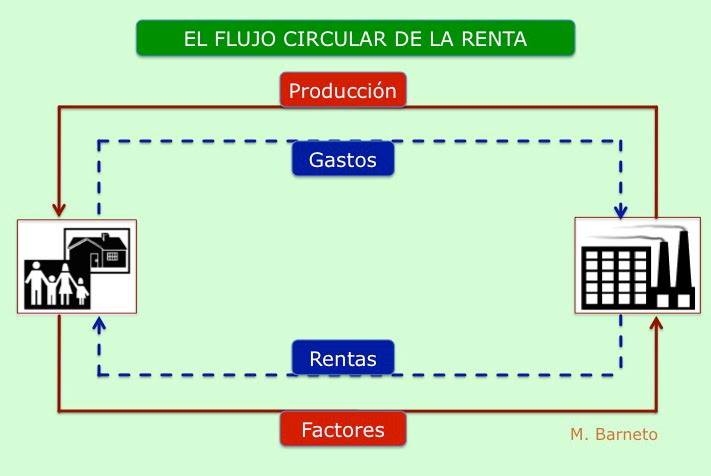 EL FLUJO CIRCULAR DE LA RENTA
Producción
Gastos
Rentas
Factores
M. Barneto